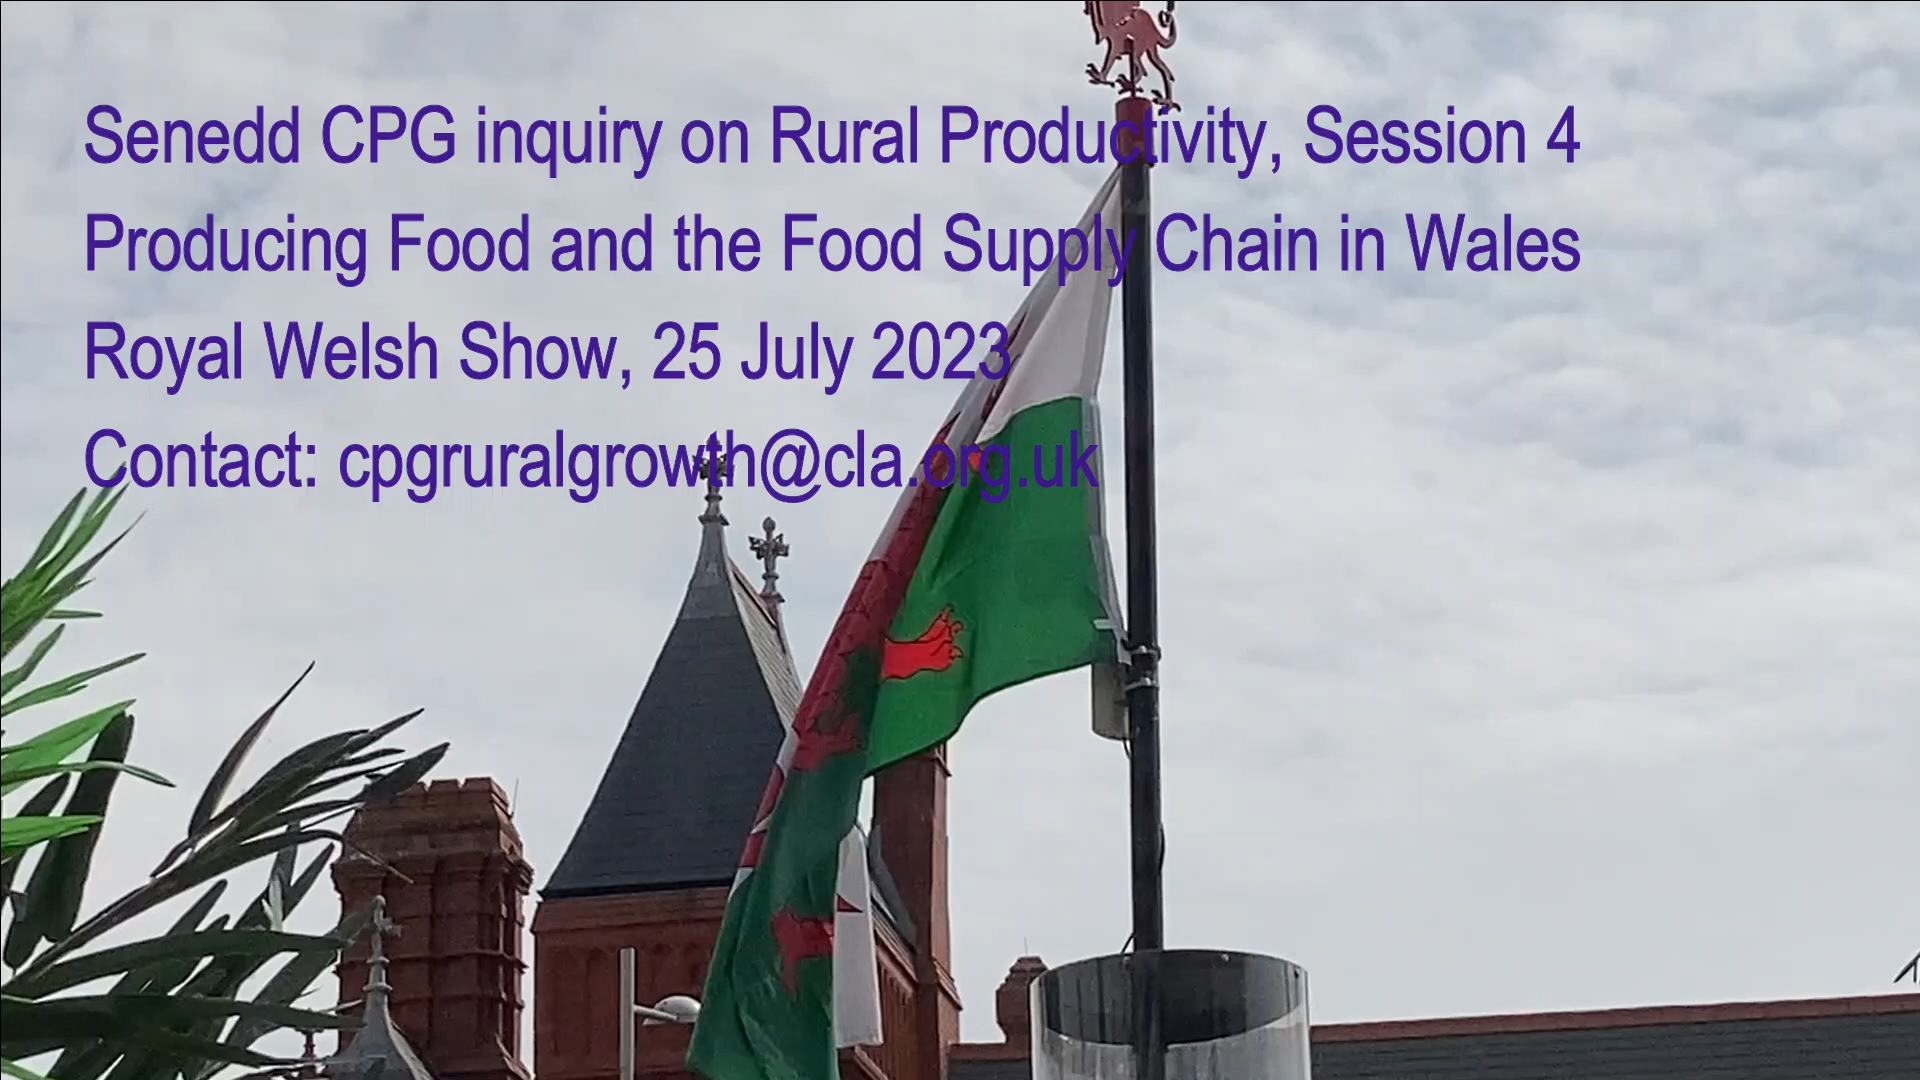 Senedd CPG inquiry on Rural Productivity, Session 4
Producing Food and the Food Supply Chain in Wales
Royal Welsh Show, 25 July 2023
Contact: cpgruralgrowth@cla.org.uk